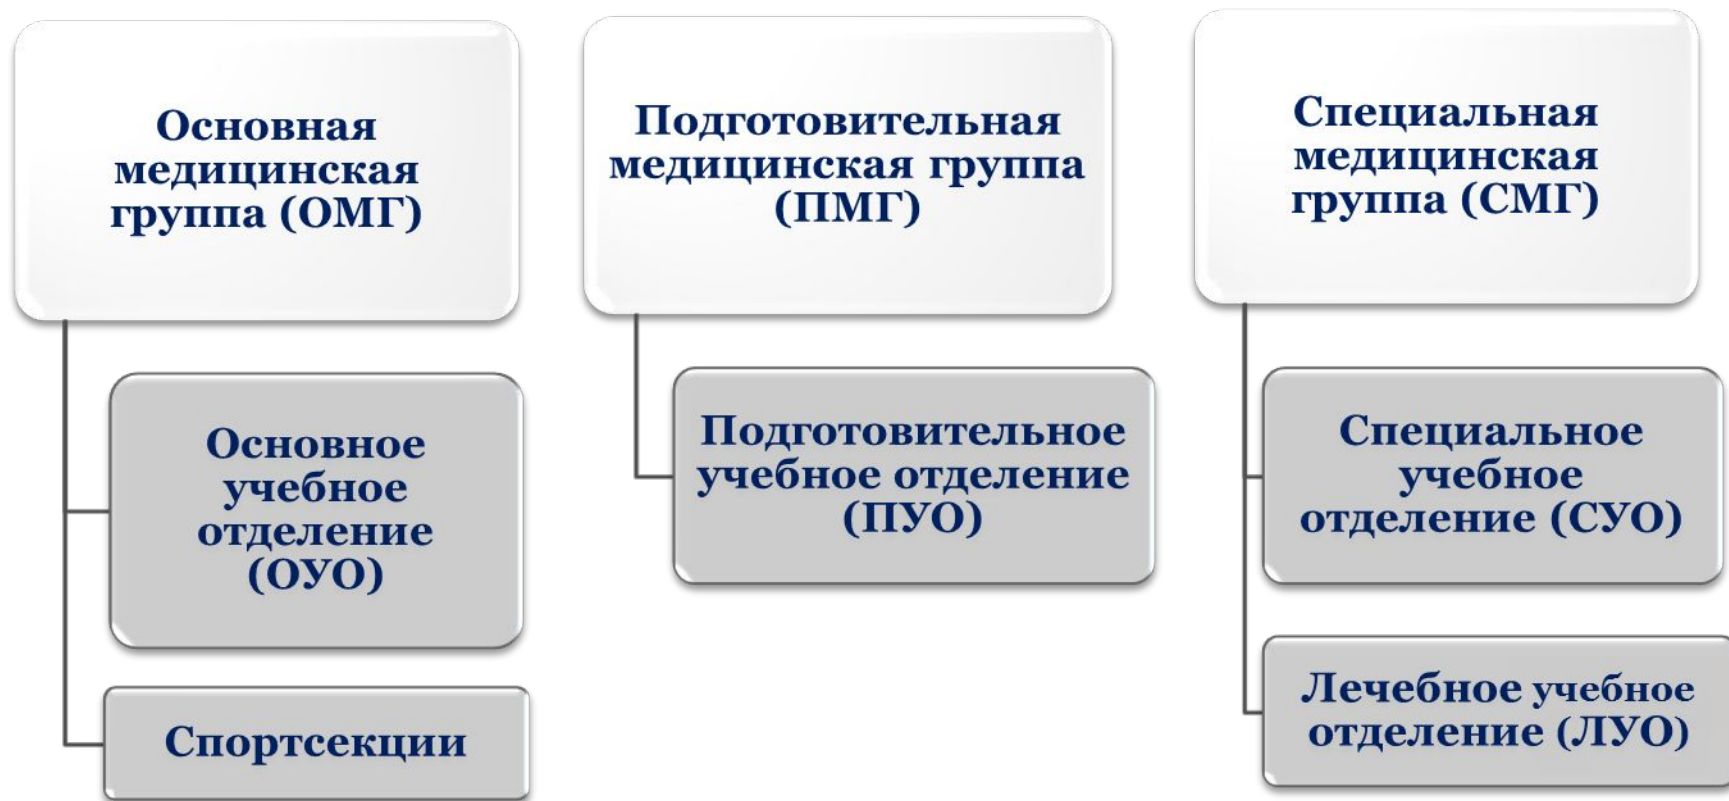 Основная
медицинская
группа (ОМГ)
Основное
учебное
отделение
(ОУО)
Спортсекции
Подготовительная
медицинская группа
(ПМГ)
Подготовительное
учебное отделение
(ПУО)
Специальная
медицинская
группа (СМГ)
Специальное
учебное
отделение (СУО)
Лечебное учебное
отделение (ЛУО)